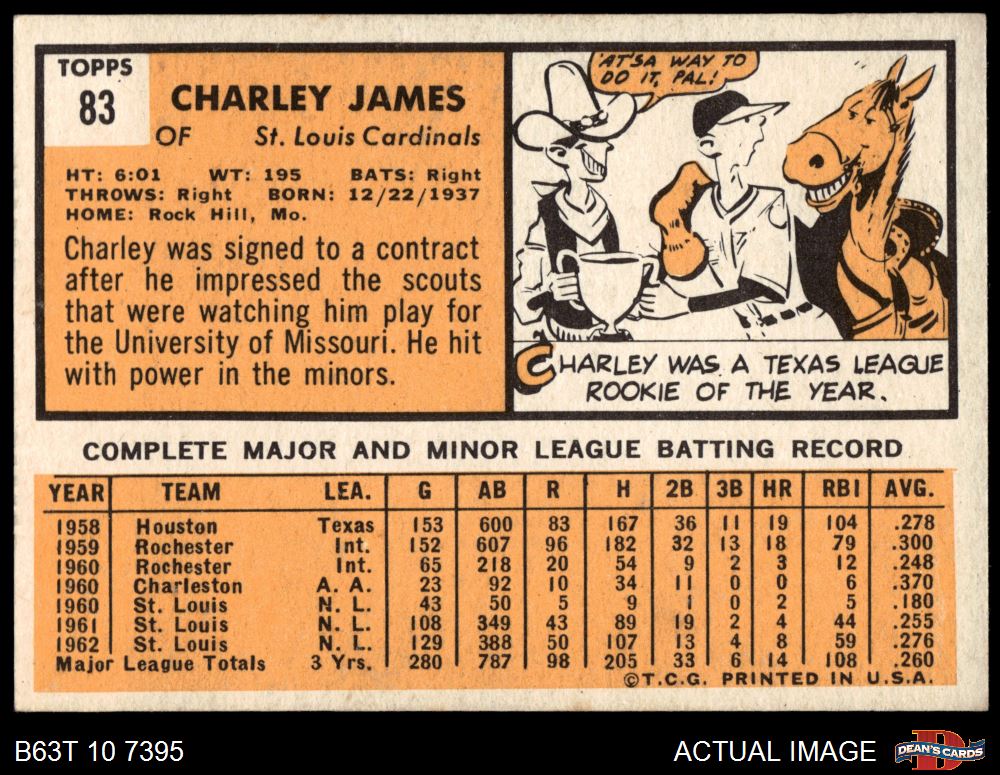 TOPPS
83
CHARLEY JAMES
OF St. Louis Cardinals
HT: 6:01 WT: 195 BATS: Right
THROWS: Right BORN: 12/22/1937
HOME: Rock Hill, Mo.
Charley was signed to a contract
after he impressed the scouts
that were watching him play for
the University of Missouri. He hit
with power in the minors.
'AT'SA WAY TO
DO IT, PAL!
CHARLEY WAS A TEXAS LEAGUE
ROOKIE OF THE YEAR.
COMPLETE MAJOR AND MINOR LEAGUE BATTING RECORD
YEAR TEAM LEA. G AB R H 2B 3B HR RBI AVG.
1958 Houston Texas 153 600 83 167 36 11 19 104 .278
1959 Rochester Int. 152 607 96 182 32 13 18 79 .300
1960 Rochester Int. 65 218 20 54 9 2 3 12 .248
1960 Charleston A. A. 23 92 10 34 11 0 0 6 .370
1960 St. Louis N. L. 43 50 5 9 1 0 2 5 .180
1961 St. Louis N. L. 108 349 43 89 19 2 4 44 .255
1962 St. Louis N. L. 129 388 50 107 13 4 8 59 .276
Major League Totals 3 Yrs. 280 787 98 205 33 6 14 108 .260
©T.C.G. PRINTED IN U.S.A.
B63T 10 7395
ACTUAL IMAGE
DEAN'S CARDS